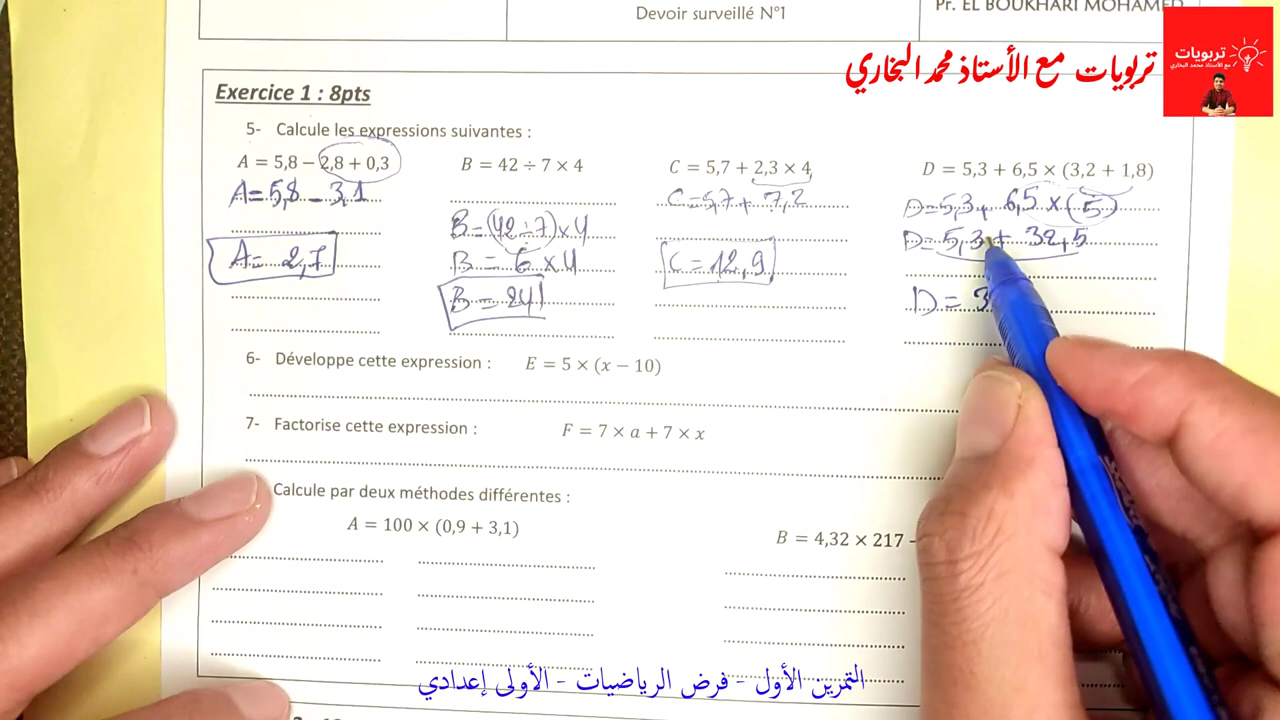 Devoir surveillé N°1
Pr. EL BOUKHARI MOHAMED
تربويات مع الأستاذ محمد البخاري
تربويات
مع الأستاذ محمد البخاري
Exercice 1 : 8pts
5- Calcule les expressions suivantes :
A = 5,8 − 2,8 + 0,3
A = 5,8 − 3,1
A = 2,7
B = 42 ÷ 7 × 4
B = (42 ÷ 7) × 4
B = 6 × 4
B = 24
C = 5,7 + 2,3 × 4
C = 5,7 + 7,2
C = 12,9
D = 5,3 + 6,5 × (3,2 + 1,8)
D = 5,3 + 6,5 × (5)
D = 5,3 + 32,5
D = 3
6- Développe cette expression : E = 5 × (x − 10)
7- Factorise cette expression : F = 7 × a + 7 × x
Calcule par deux méthodes différentes :
A = 100 × (0,9 + 3,1)
B = 4,32 × 217 -
التمرين الأول - فرض الرياضيات - الأولى إعدادي